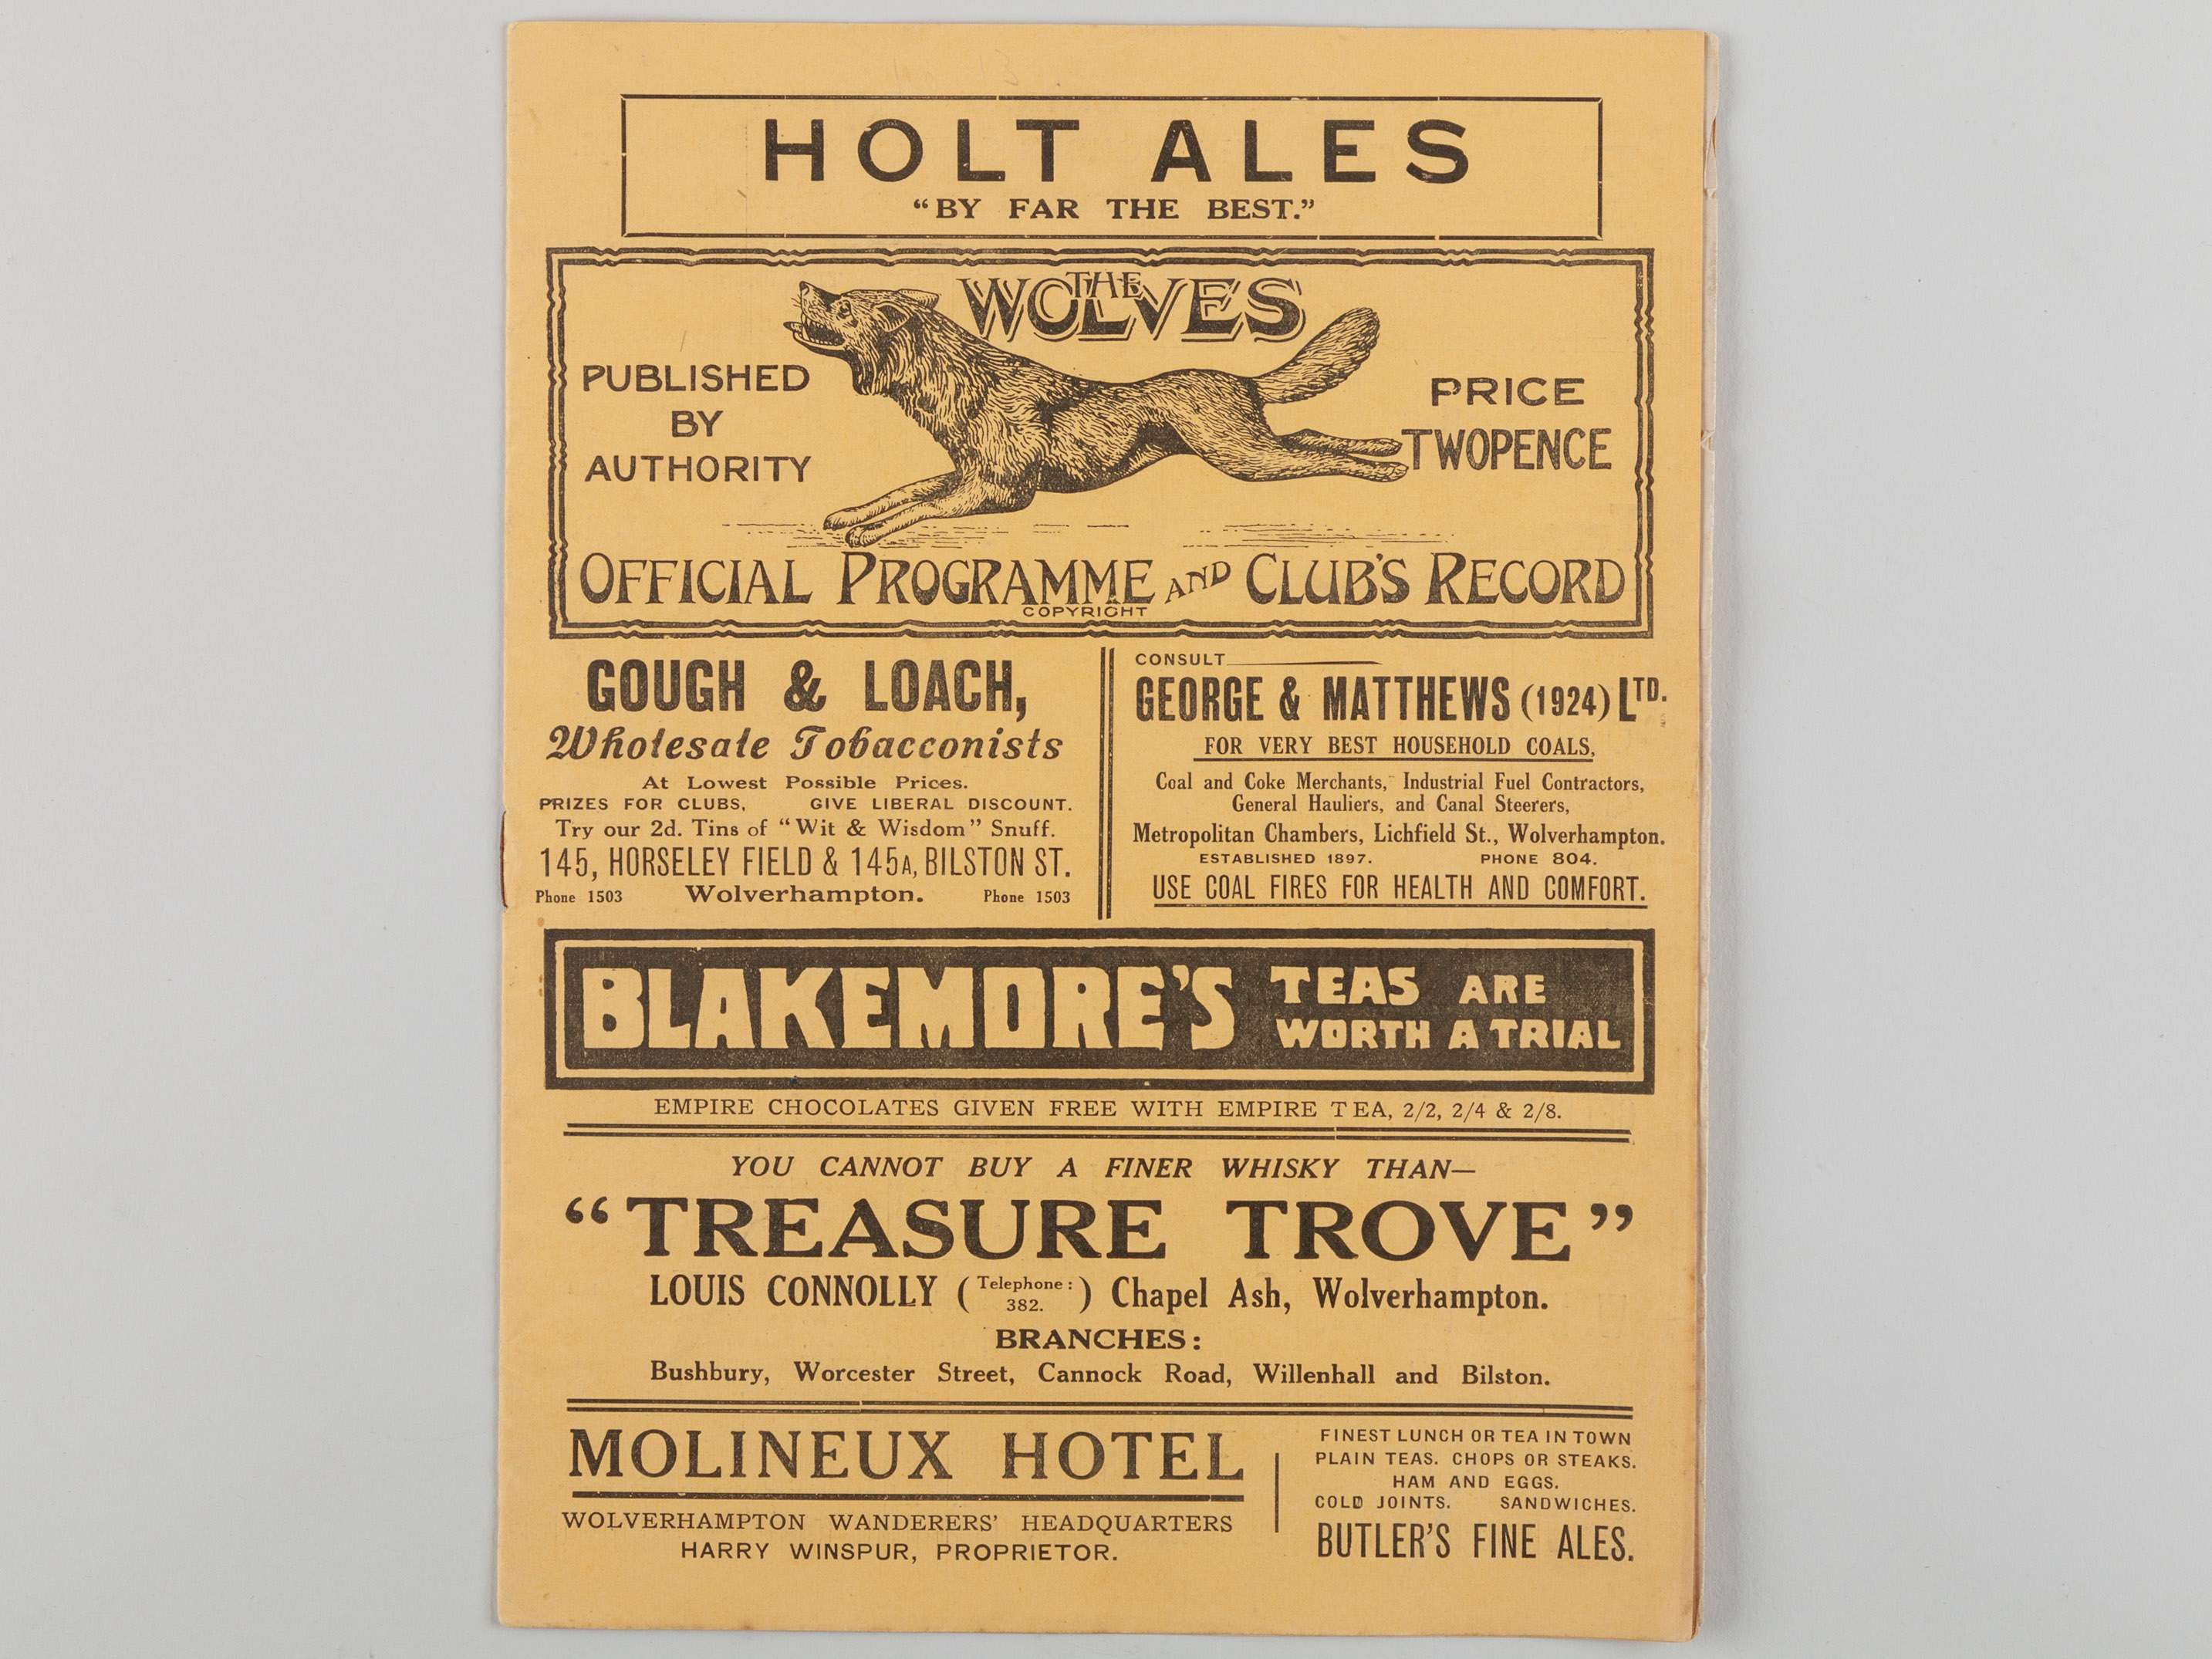 HOLT ALES
“BY FAR THE BEST.”
THE
WOLVES
PUBLISHED
BY
AUTHORITY
PRICE
TWOPENCE
OFFICIAL PROGRAMME AND CLUB'S RECORD
COPYRIGHT
GOUGH & LOACH,
Wholesale Tobacconists
At Lowest Possible Prices.
PRIZES FOR CLUBS, GIVE LIBERAL DISCOUNT.
Try our 2d. Tins of “Wit & Wisdom” Snuff.
145, HORSELEY FIELD & 145A, BILSTON ST.
Phone 1503 Wolverhampton. Phone 1503
CONSULT
GEORGE & MATTHEWS (1924) LTD.
FOR VERY BEST HOUSEHOLD COALS,
Coal and Coke Merchants, Industrial Fuel Contractors,
General Hauliers, and Canal Steerers,
Metropolitan Chambers, Lichfield St., Wolverhampton.
ESTABLISHED 1897. PHONE 804.
USE COAL FIRES FOR HEALTH AND COMFORT.
BLAKEMORE'S TEAS ARE
WORTH A TRIAL
EMPIRE CHOCOLATES GIVEN FREE WITH EMPIRE TEA, 2/2, 2/4 & 2/8.
YOU CANNOT BUY A FINER WHISKY THAN—
“TREASURE TROVE”
LOUIS CONNOLLY (Telephone: 382.) Chapel Ash, Wolverhampton.
BRANCHES:
Bushbury, Worcester Street, Cannock Road, Willenhall and Bilston.
MOLINEUX HOTEL
WOLVERHAMPTON WANDERERS' HEADQUARTERS
HARRY WINSPUR, PROPRIETOR.
FINEST LUNCH OR TEA IN TOWN
PLAIN TEAS. CHOPS OR STEAKS.
HAM AND EGGS.
COLD JOINTS. SANDWICHES.
BUTLER'S FINE ALES.